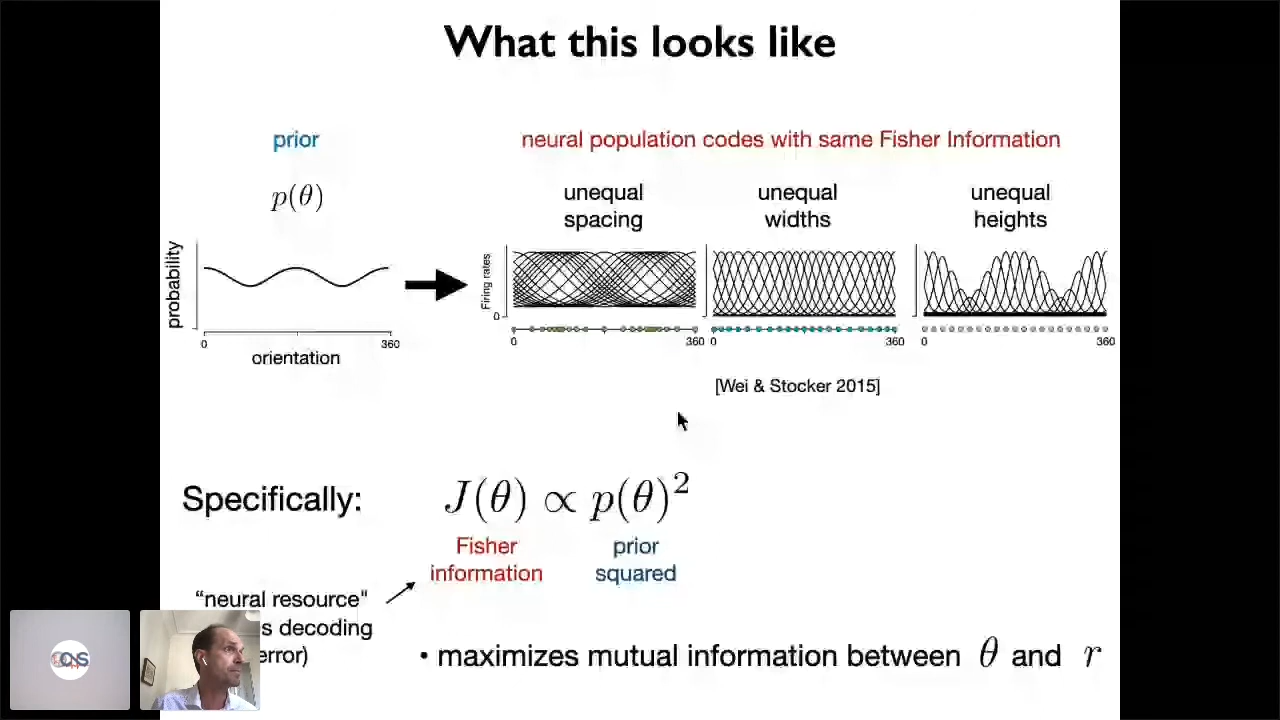 What this looks like
prior
p(θ)
probability
0
360
orientation
neural population codes with same Fisher Information
unequal
spacing
unequal
widths
unequal
heights
Firing rates
0
0
360
0
360
0
360
[Wei & Stocker 2015]
Specifically:
J(θ) ∝ p(θ)²
Fisher
information
prior
squared
“neural resource"
s decoding
error)
• maximizes mutual information between θ and r